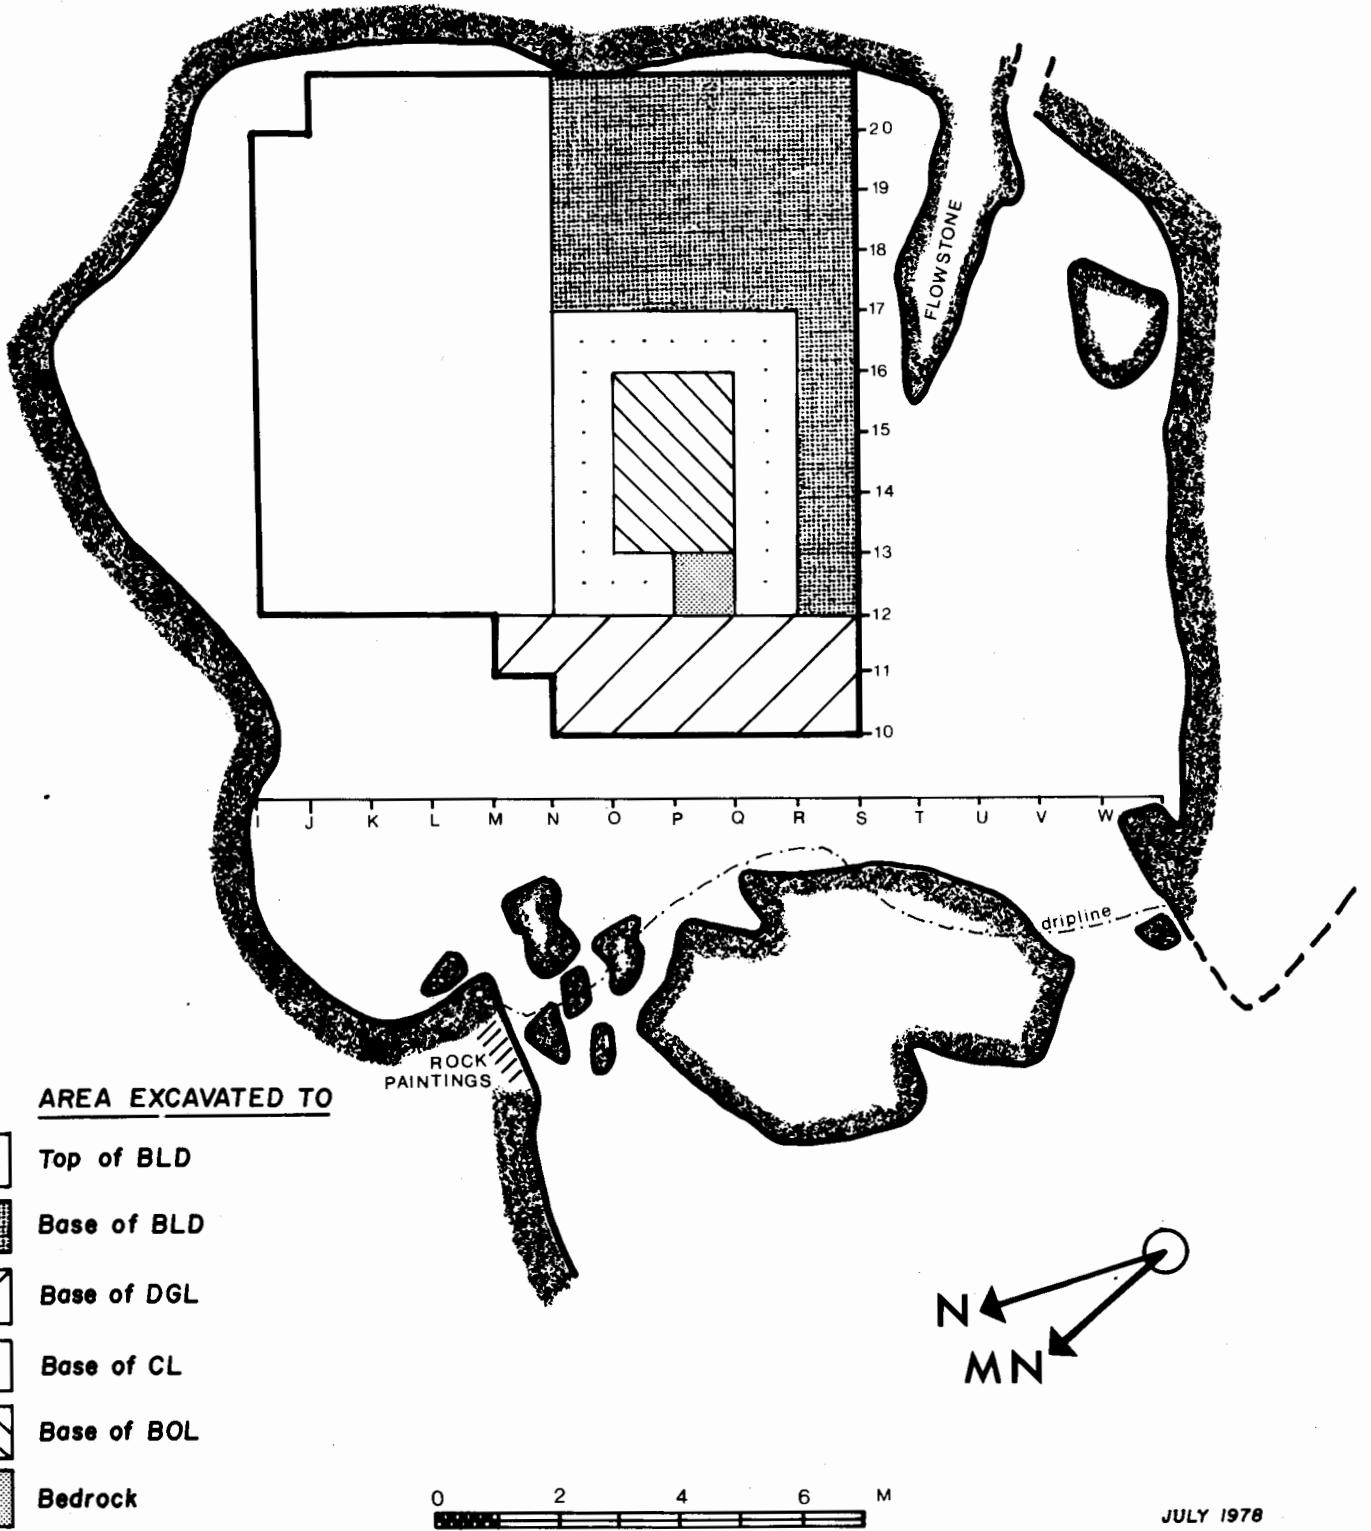 20
19
18
17
16
15
14
13
12
11
10
FLOWSTONE
I J K L M N O P Q R S T U V W
dripline
ROCK
PAINTINGS
AREA EXCAVATED TO
Top of BLD
Base of BLD
Base of DGL
Base of CL
Base of BOL
Bedrock
N
MN
0 2 4 6 M
JULY 1978